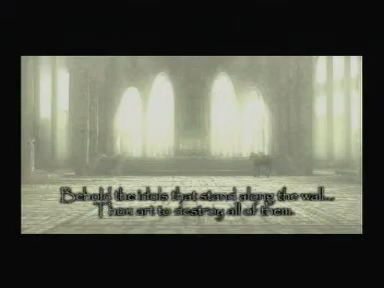 Behold the idols that stand along the wall...
Thou art to destroy all of them.